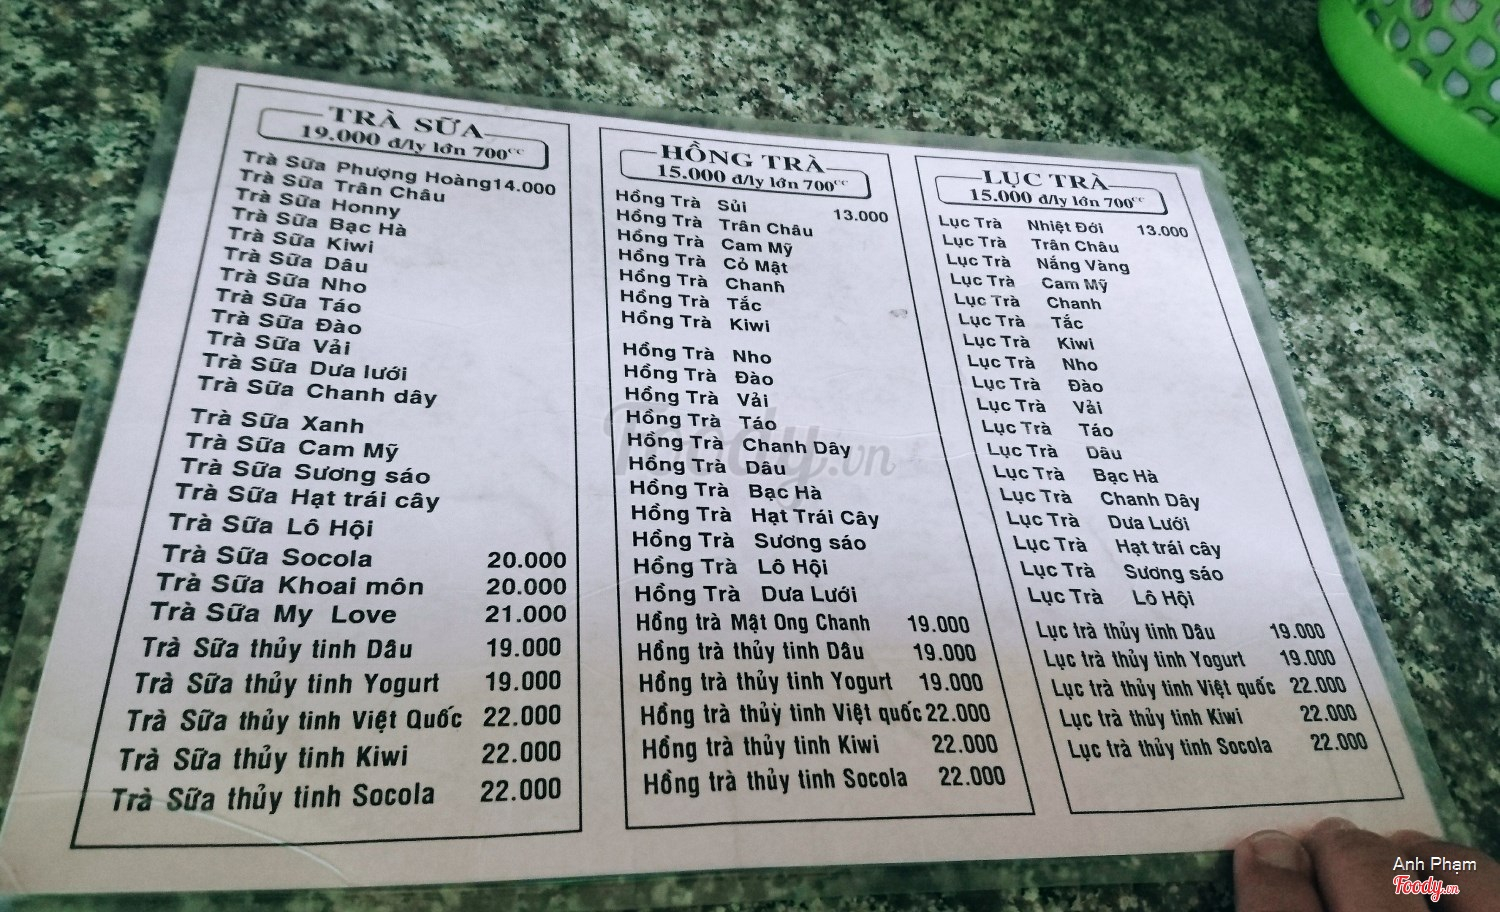 TRÀ SỮA
19.000 đ/ly lớn 700cc
Trà Sữa Phượng Hoàng 14.000
Trà Sữa Trân Châu
Trà Sữa Honny
Trà Sữa Bạc Hà
Trà Sữa Kiwi
Trà Sữa Dâu
Trà Sữa Nho
Trà Sữa Táo
Trà Sữa Đào
Trà Sữa Vải
Trà Sữa Dưa lưới
Trà Sữa Chanh dây
Trà Sữa Xanh
Trà Sữa Cam Mỹ
Trà Sữa Sương sáo
Trà Sữa Hạt trái cây
Trà Sữa Lô Hội
Trà Sữa Socola 20.000
Trà Sữa Khoai môn 20.000
Trà Sữa My Love 21.000
Trà Sữa thủy tinh Dâu 19.000
Trà Sữa thủy tinh Yogurt 19.000
Trà Sữa thủy tinh Việt Quốc 22.000
Trà Sữa thủy tinh Kiwi 22.000
Trà Sữa thủy tinh Socola 22.000
HỒNG TRÀ
15.000 đ/ly lớn 700cc
Hồng Trà Sủi 13.000
Hồng Trà Trân Châu
Hồng Trà Cam Mỹ
Hồng Trà Cỏ Mật
Hồng Trà Chanh
Hồng Trà Tắc
Hồng Trà Kiwi
Hồng Trà Nho
Hồng Trà Đào
Hồng Trà Vải
Hồng Trà Táo
Hồng Trà Chanh Dây
Hồng Trà Dâu
Hồng Trà Bạc Hà
Hồng Trà Hạt Trái Cây
Hồng Trà Sương sáo
Hồng Trà Lô Hội
Hồng Trà Dưa Lưới
Hồng trà Mật Ong Chanh 19.000
Hồng trà thủy tinh Dâu 19.000
Hồng trà thủy tinh Yogurt 19.000
Hồng trà thủy tinh Việt quốc 22.000
Hồng trà thủy tinh Kiwi 22.000
Hồng trà thủy tinh Socola 22.000
LỤC TRÀ
15.000 đ/ly lớn 700cc
Lục Trà Nhiệt Đới 13.000
Lục Trà Trân Châu
Lục Trà Nắng Vàng
Lục Trà Cam Mỹ
Lục Trà Chanh
Lục Trà Tắc
Lục Trà Kiwi
Lục Trà Nho
Lục Trà Đào
Lục Trà Vải
Lục Trà Táo
Lục Trà Dâu
Lục Trà Bạc Hà
Lục Trà Chanh Dây
Lục Trà Dưa Lưới
Lục Trà Hạt trái cây
Lục Trà Sương sáo
Lục Trà Lô Hội
Lục trà thủy tinh Dâu 19.000
Lục trà thủy tinh Yogurt 19.000
Lục trà thủy tinh Việt quốc 22.000
Lục trà thủy tinh Kiwi 22.000
Lục trà thủy tinh Socola 22.000
Foody.vn
Anh Phạm
Foody.vn